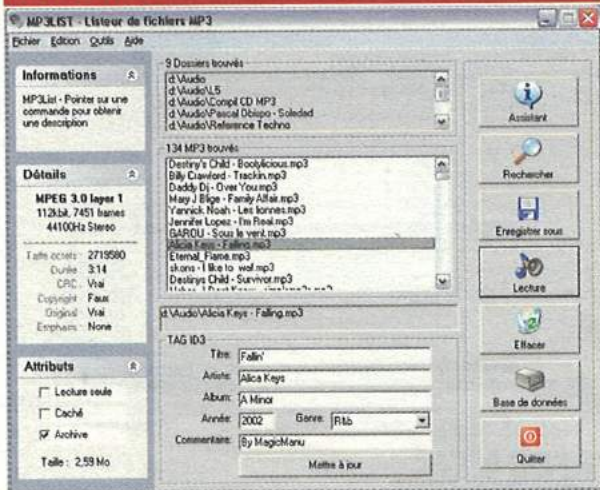 MP3LIST - Listeur de fichiers MP3
Fichier Edition Outils Aide
Informations
MP3List - Pointer sur une
commande pour obtenir
une description
Détails
MPEG 3.0 layer 1
112kbit, 7451 frames
44100Hz Stereo
Taille octets : 2719580
Durée : 3:14
CRC : Vrai
Copyright : Faux
Original : Vrai
Emphasis : None
Attributs
Lecture seule
Caché
Archive
Taille : 2,59 Mo
9 Dossiers trouvés
d:\Audio
d:\Audio\L5
d:\Audio\Compil CD MP3
d:\Audio\Pascal Obispo - Soledad
d:\Audio\Reference Techno
134 MP3 trouvés
Destiny's Child - Bootylicious.mp3
Billy Crawford - Trackin.mp3
Daddy Dj - Over You.mp3
Mary J Blige - Family Affair.mp3
Yannick Noah - Les lionnes.mp3
Jennifer Lopez - I'm Real.mp3
GAROU - Sous le vent.mp3
Alicia Keys - Falling.mp3
Eternal_Flame.mp3
skans - I like to
Destinys Child - Survivor.mp3
d:\Audio\Alicia Keys - Falling.mp3
TAG ID3
Titre: Fallin'
Artiste: Alica Keys
Album: A Minor
Année: 2002 Genre: R&b
Commentaire: By MagicManu
Mettre à jour
Assistant
Rechercher
Enregistrer sous
Lecture
Effacer
Base de données
Quitter